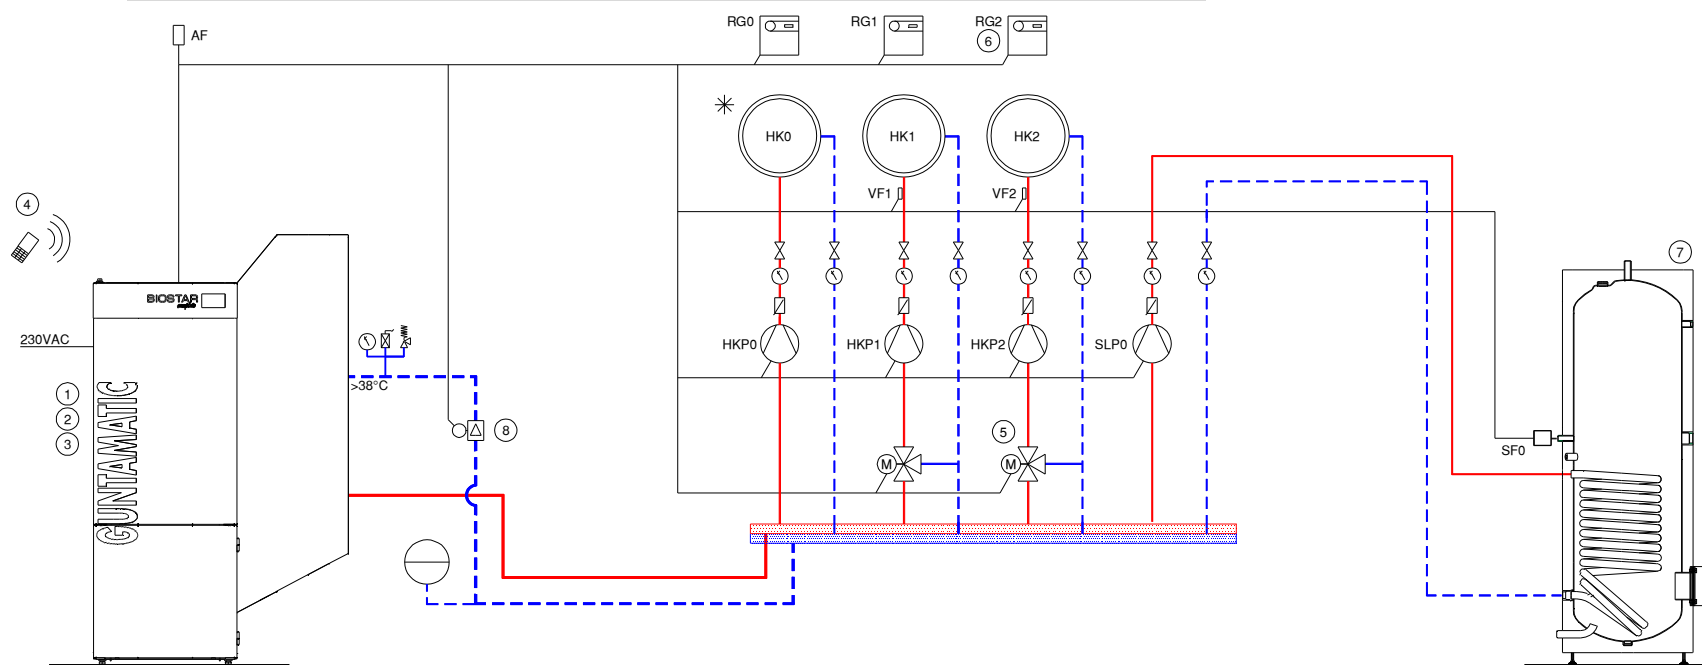 RG0
RG1
RG2
6
AF
HK0
HK1
HK2
VF1
VF2
4
7
BIOSTAR
230VAC
HKP0
HKP1
HKP2
SLP0
>38°C
1
2
3
GUNTAMATIC
8
5
SF0
M
M